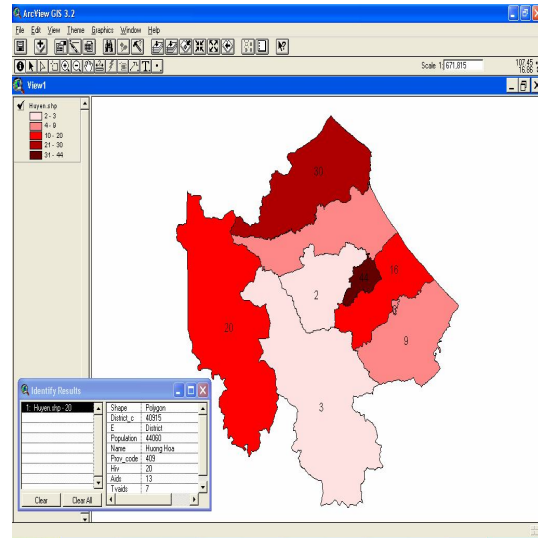 ArcView GIS 3.2
File Edit View Theme Graphics Window Help
Scale 1: 671,815
107.45
16.66
View1
Huyen.shp
2 - 3
4 - 9
10 - 20
21 - 30
31 - 44
30
44
16
2
20
9
3
Identify Results
1: Huyen.shp - 20
Shape Polygon
District_c 40915
E District
Population 44060
Name Huong Hoa
Prov_code 409
Hiv 20
Aids 13
Tvaids 7
Clear Clear All